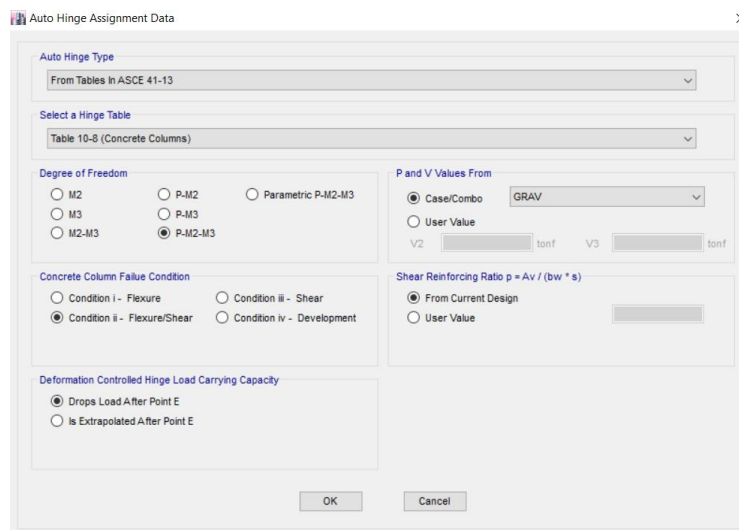 Auto Hinge Assignment Data
Auto Hinge Type
From Tables In ASCE 41-13
Select a Hinge Table
Table 10-8 (Concrete Columns)
Degree of Freedom
M2 P-M2 Parametric P-M2-M3
M3 P-M3
M2-M3 P-M2-M3
P and V Values From
Case/Combo GRAV
User Value
V2 tonf V3 tonf
Concrete Column Failue Condition
Condition i - Flexure Condition iii - Shear
Condition ii - Flexure/Shear Condition iv - Development
Shear Reinforcing Ratio p = Av / (bw * s)
From Current Design
User Value
Deformation Controlled Hinge Load Carrying Capacity
Drops Load After Point E
Is Extrapolated After Point E
OK Cancel